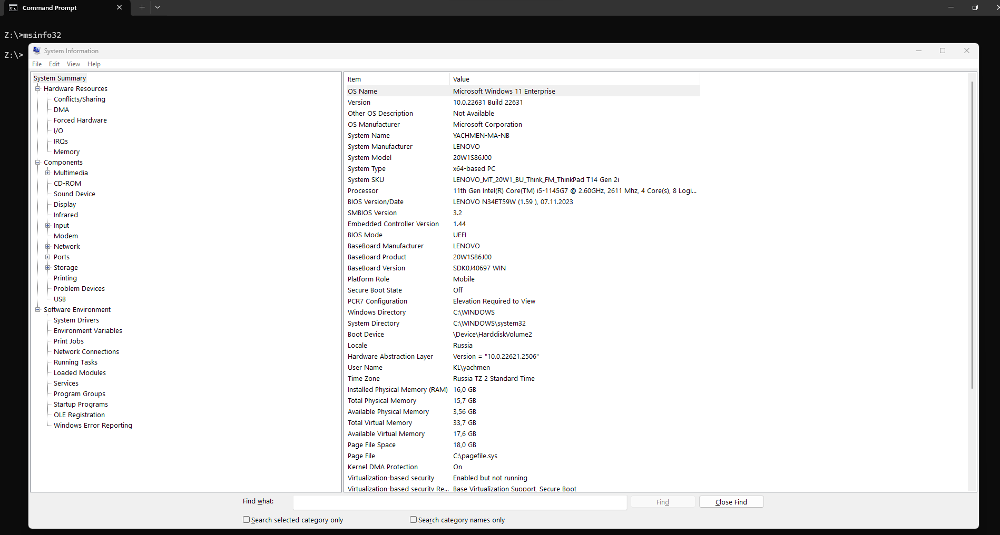 Command Prompt
Z:\>msinfo32
Z:\>
System Information
File Edit View Help
System Summary
Hardware Resources
Conflicts/Sharing
DMA
Forced Hardware
I/O
IRQs
Memory
Components
Multimedia
CD-ROM
Sound Device
Display
Infrared
Input
Modem
Network
Ports
Storage
Printing
Problem Devices
USB
Software Environment
System Drivers
Environment Variables
Print Jobs
Network Connections
Running Tasks
Loaded Modules
Services
Program Groups
Startup Programs
OLE Registration
Windows Error Reporting
Item Value
OS Name Microsoft Windows 11 Enterprise
Version 10.0.22631 Build 22631
Other OS Description Not Available
OS Manufacturer Microsoft Corporation
System Name YACHMEN-MA-NB
System Manufacturer LENOVO
System Model 20W1S86J00
System Type x64-based PC
System SKU LENOVO_MT_20W1_BU_Think_FM_ThinkPad T14 Gen 2i
Processor 11th Gen Intel(R) Core(TM) i5-1145G7 @ 2.60GHz, 2611 Mhz, 4 Core(s), 8 Logi...
BIOS Version/Date LENOVO N34ET59W (1.59 ), 07.11.2023
SMBIOS Version 3.2
Embedded Controller Version 1.44
BIOS Mode UEFI
BaseBoard Manufacturer LENOVO
BaseBoard Product 20W1S86J00
BaseBoard Version SDK0J40697 WIN
Platform Role Mobile
Secure Boot State Off
PCR7 Configuration Elevation Required to View
Windows Directory C:\WINDOWS
System Directory C:\WINDOWS\system32
Boot Device \Device\HarddiskVolume2
Locale Russia
Hardware Abstraction Layer Version = "10.0.22621.2506"
User Name KL\yachmen
Time Zone Russia TZ 2 Standard Time
Installed Physical Memory (RAM) 16,0 GB
Total Physical Memory 15,7 GB
Available Physical Memory 3,56 GB
Total Virtual Memory 33,7 GB
Available Virtual Memory 17,6 GB
Page File Space 18,0 GB
Page File C:\pagefile.sys
Kernel DMA Protection On
Virtualization-based security Enabled but not running
Virtualization-based security Re... Base Virtualization Support, Secure Boot
Find what: Find Close Find
Search selected category only Search category names only